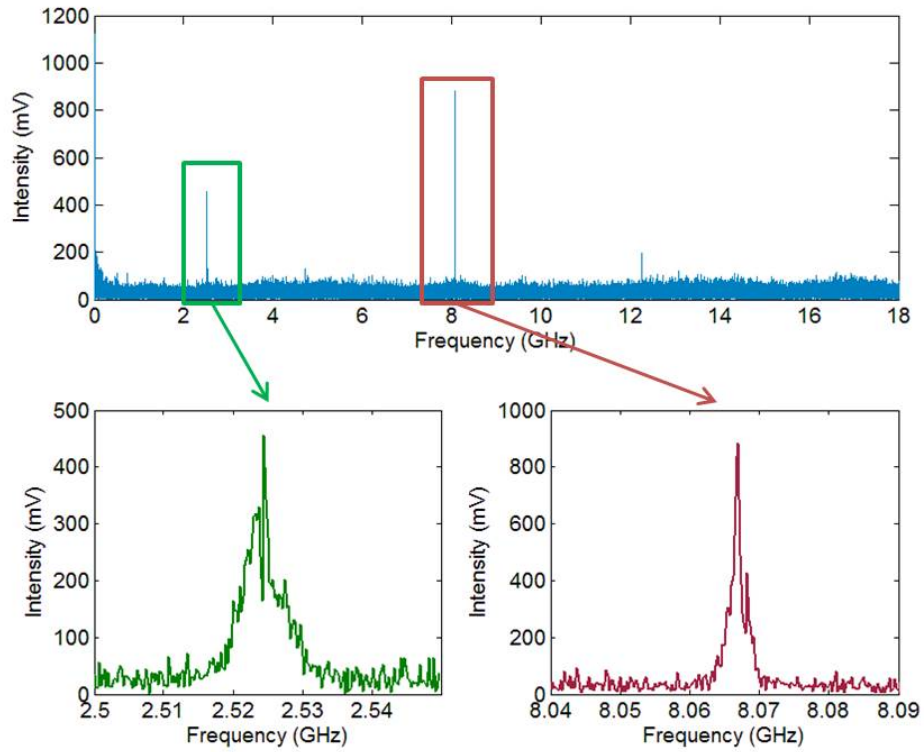 1200
1000
800
600
400
200
0
Intensity (mV)
0 2 4 6 8 10 12 14 16 18
Frequency (GHz)
500
400
300
200
100
0
Intensity (mV)
2.5 2.51 2.52 2.53 2.54
Frequency (GHz)
1000
800
600
400
200
0
Intensity (mV)
8.04 8.05 8.06 8.07 8.08 8.09
Frequency (GHz)